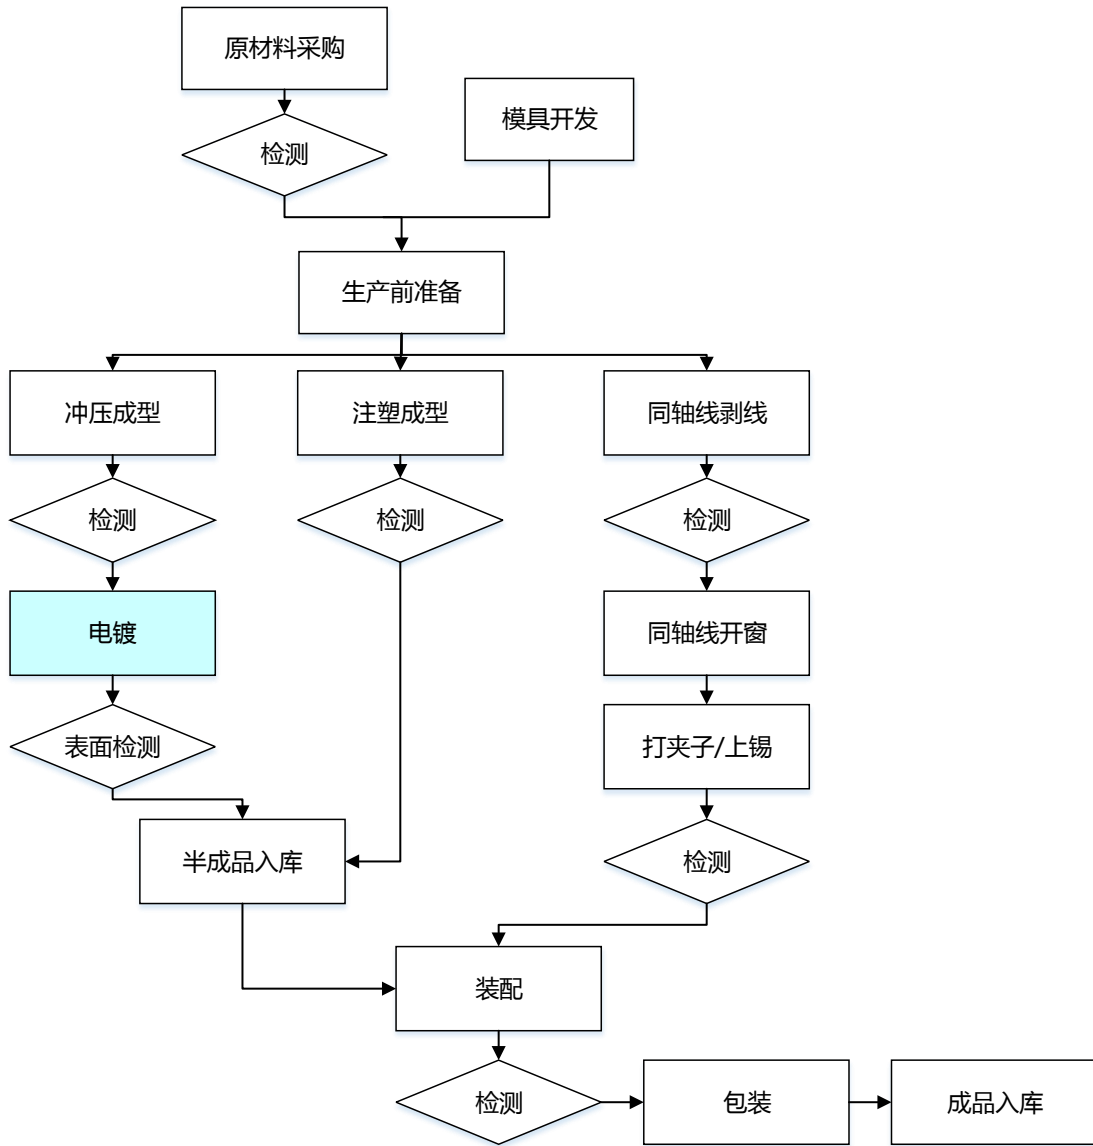 原材料采购
模具开发
检测
生产前准备
冲压成型
注塑成型
同轴线剥线
检测
检测
检测
电镀
同轴线开窗
表面检测
打夹子/上锡
半成品入库
检测
装配
检测
包装
成品入库